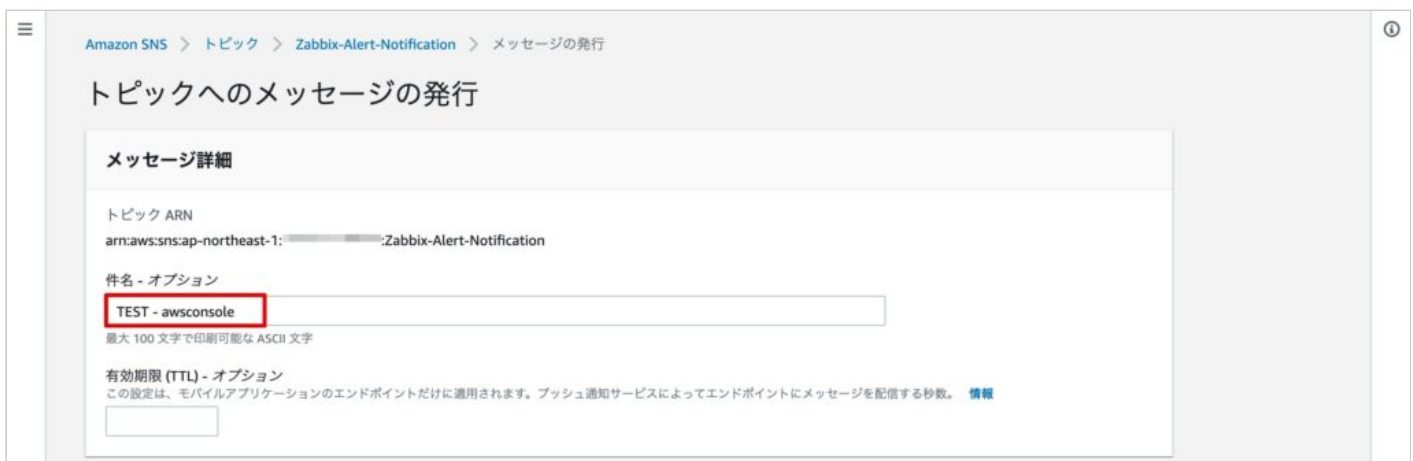 Amazon SNS > トピック > Zabbix-Alert-Notification > メッセージの発行
トピックへのメッセージの発行
メッセージ詳細
トピック ARN
arn:aws:sns:ap-northeast-1: :Zabbix-Alert-Notification
件名 - オプション
TEST - awsconsole
最大 100 文字で印刷可能な ASCII 文字
有効期限 (TTL) - オプション
この設定は、モバイルアプリケーションのエンドポイントだけに適用されます。プッシュ通知サービスによってエンドポイントにメッセージを配信する秒数。 情報